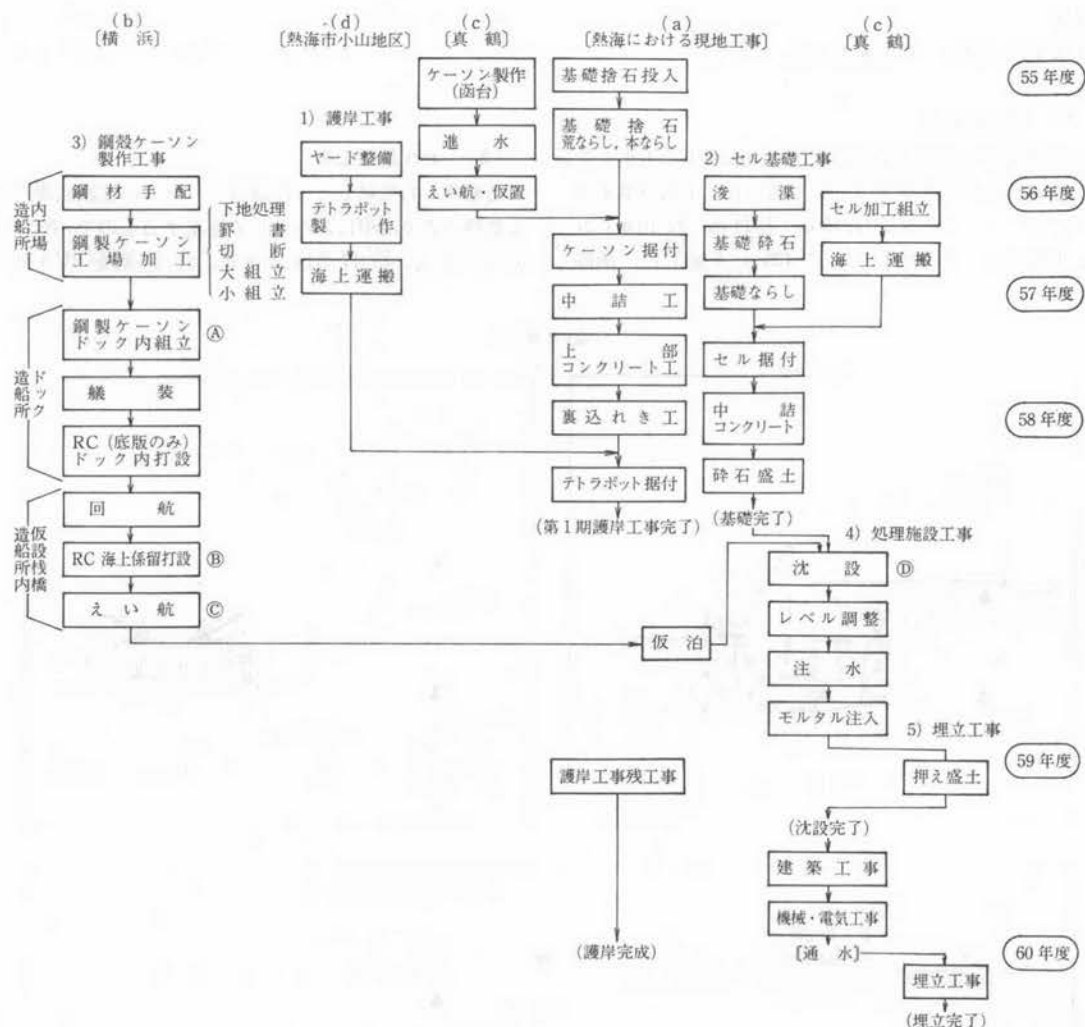 (b)
〔横　浜〕
3) 鋼殻ケーソン
製作工事
造船所
内工場
鋼材手配
鋼製ケーソン
工場加工
下地処理
罫書
切断
大組立
小組立
造船所
ドック
鋼製ケーソン
ドック内組立
Ⓐ
艤装
RC（底版のみ）
ドック内打設
造船所内
仮設桟橋
回航
RC 海上係留打設
Ⓑ
えい航
Ⓒ
(d)
〔熱海市小山地区〕
1) 護岸工事
ヤード整備
テトラポット
製作
海上運搬
(c)
〔真鶴〕
ケーソン製作
(函台)
進水
えい航・仮置
(a)
〔熱海における現地工事〕
基礎捨石投入
基礎捨石
荒ならし，本ならし
ケーソン据付
中詰工
上部
コンクリート工
裏込れき工
テトラポット据付
(第1期護岸工事完了)
仮泊
護岸工事残工事
(護岸完成)
2) セル基礎工事
浚渫
基礎砕石
基礎ならし
セル据付
中詰
コンクリート
砕石盛土
(基礎完了)
(c)
〔真鶴〕
セル加工組立
海上運搬
4) 処理施設工事
沈設
Ⓓ
レベル調整
注水
モルタル注入
5) 埋立工事
押え盛土
(沈設完了)
建築工事
機械・電気工事
〔通　水〕
埋立工事
(埋立完了)
55年度
56年度
57年度
58年度
59年度
60年度